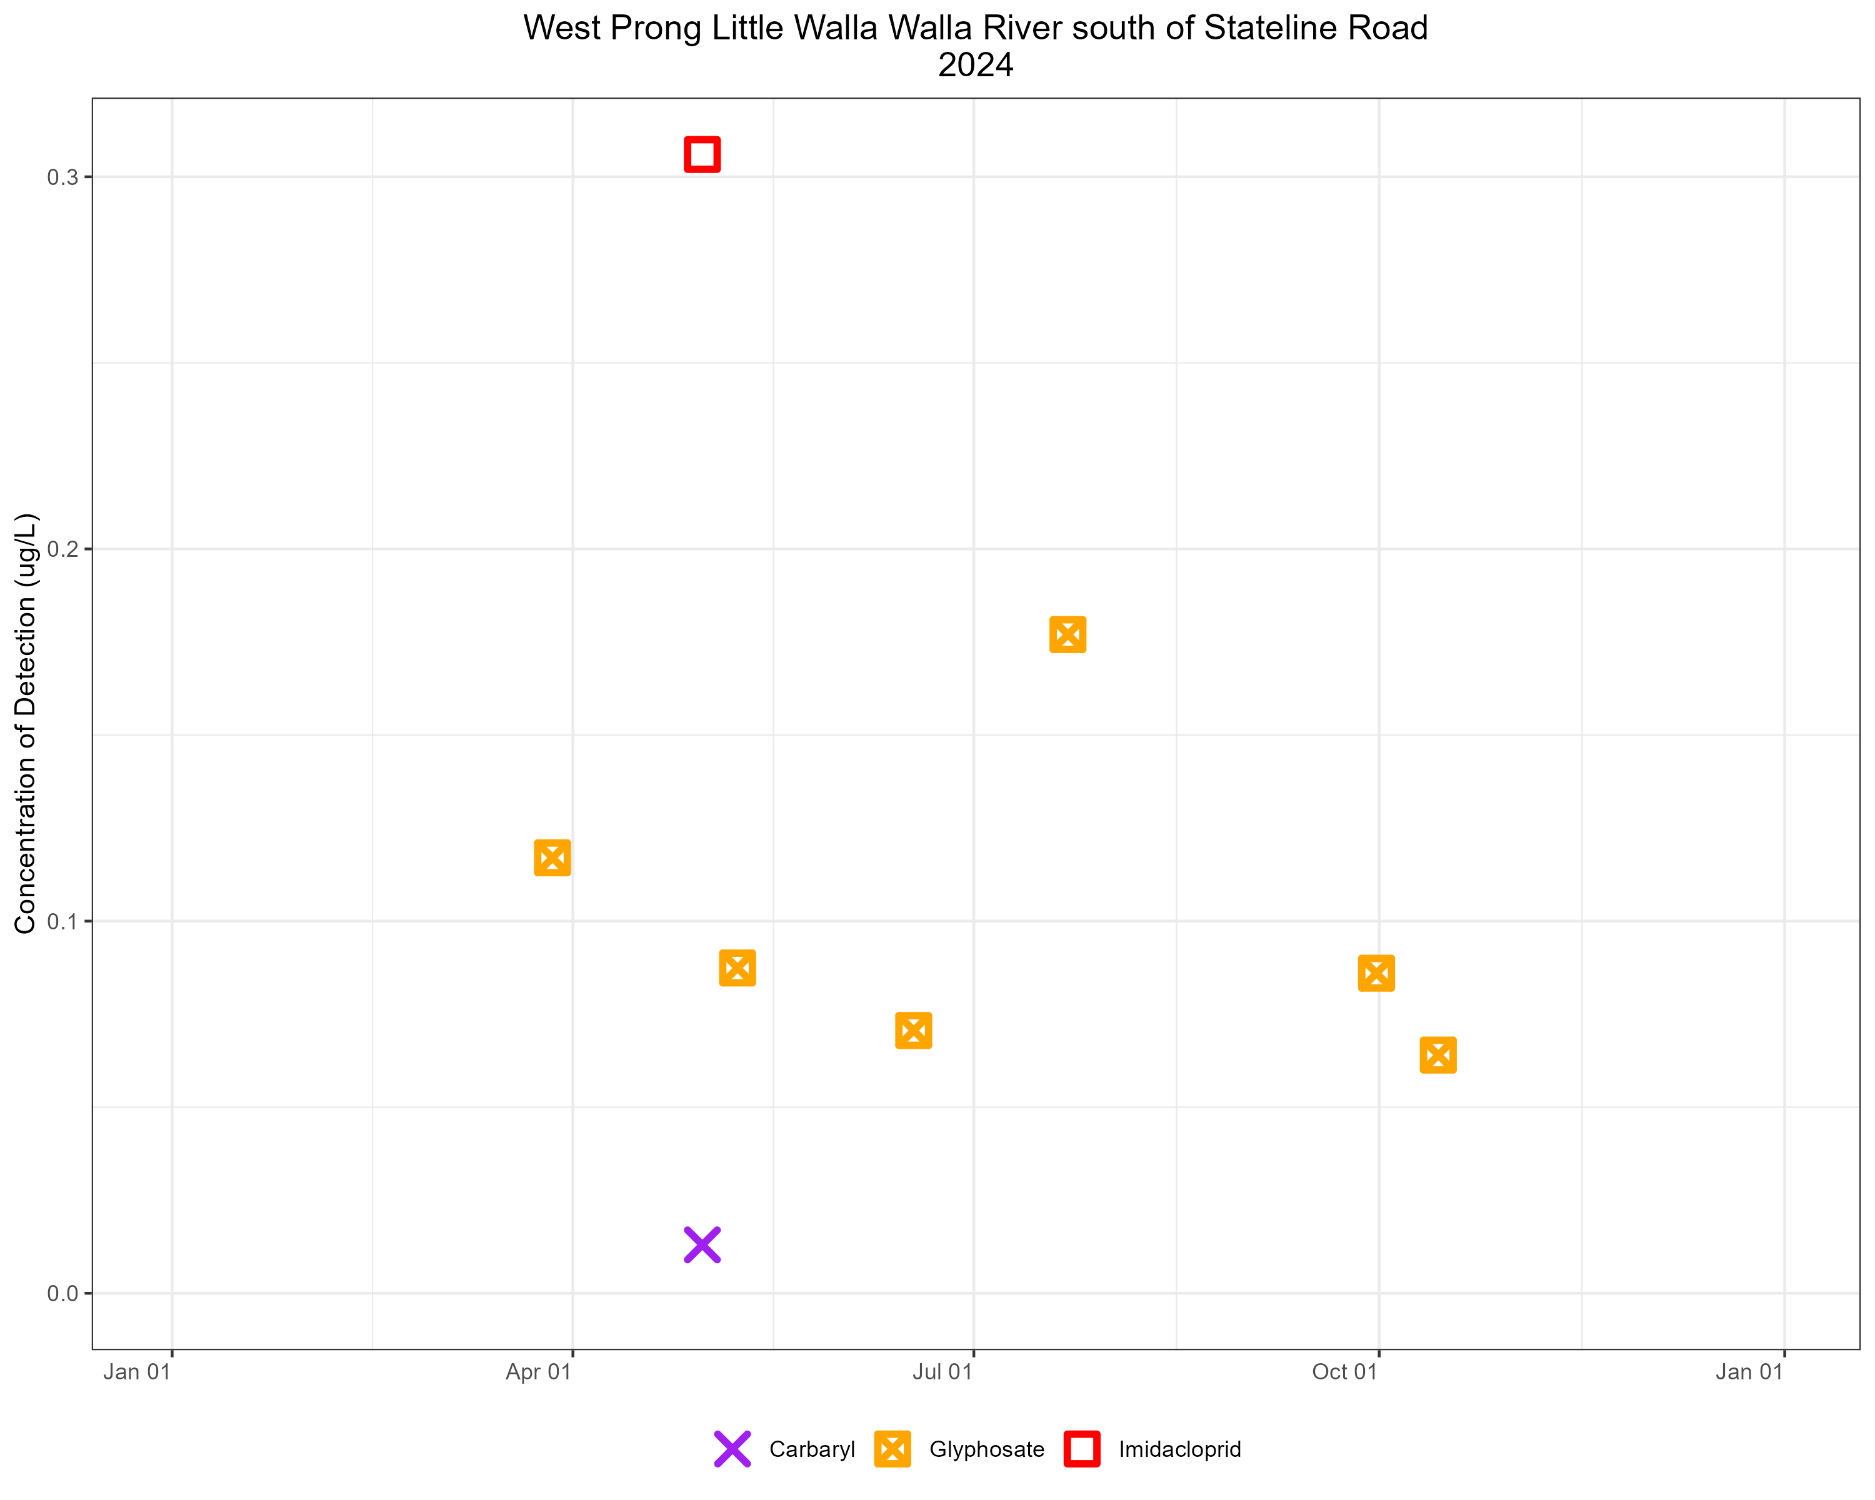 West Prong Little Walla Walla River south of Stateline Road
2024
Concentration of Detection (ug/L)
0.3
0.2
0.1
0.0
Jan 01 Apr 01 Jul 01 Oct 01 Jan 01
Carbaryl Glyphosate Imidacloprid